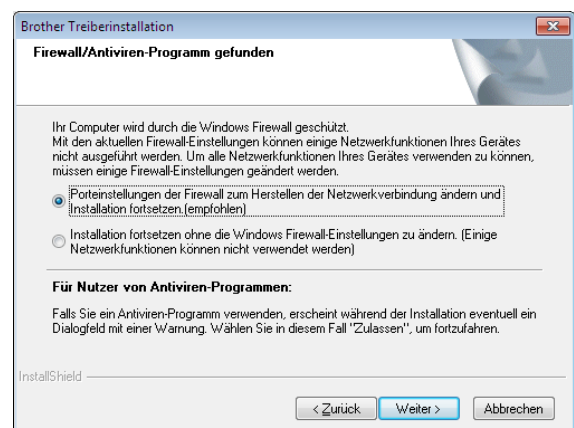 Brother Treiberinstallation
Firewall/Antiviren-Programm gefunden
Ihr Computer wird durch die Windows Firewall geschützt.
Mit den aktuellen Firewall-Einstellungen können einige Netzwerkfunktionen Ihres Gerätes
nicht ausgeführt werden. Um alle Netzwerkfunktionen Ihres Gerätes verwenden zu können,
müssen einige Firewall-Einstellungen geändert werden.
Porteinstellungen der Firewall zum Herstellen der Netzwerkverbindung ändern und
Installation fortsetzen.(empfohlen)
Installation fortsetzen ohne die Windows Firewall-Einstellungen zu ändern. (Einige
Netzwerkfunktionen können nicht verwendet werden)
Für Nutzer von Antiviren-Programmen:
Falls Sie ein Antiviren-Programm verwenden, erscheint während der Installation eventuell ein
Dialogfeld mit einer Warnung. Wählen Sie in diesem Fall "Zulassen", um fortzufahren.
InstallShield
< Zurück Weiter > Abbrechen